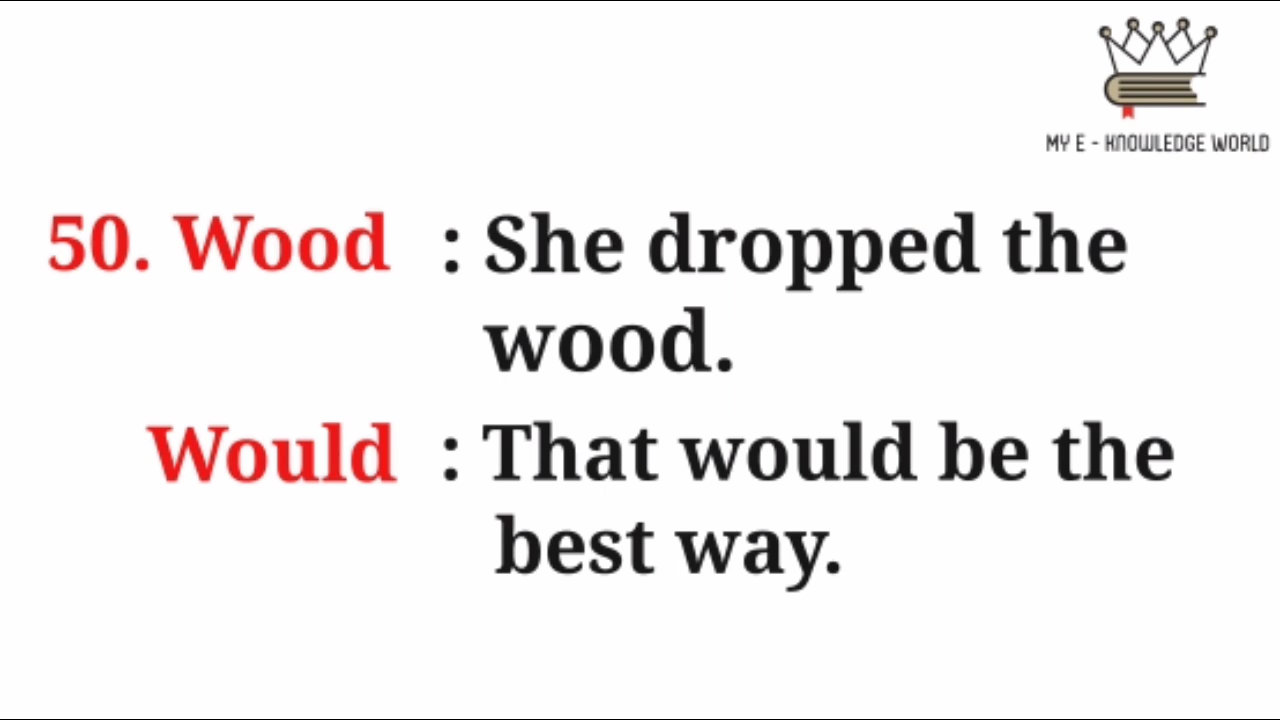 MY E - KNOWLEDGE WORLD
50. Wood : She dropped the
wood.
Would : That would be the
best way.